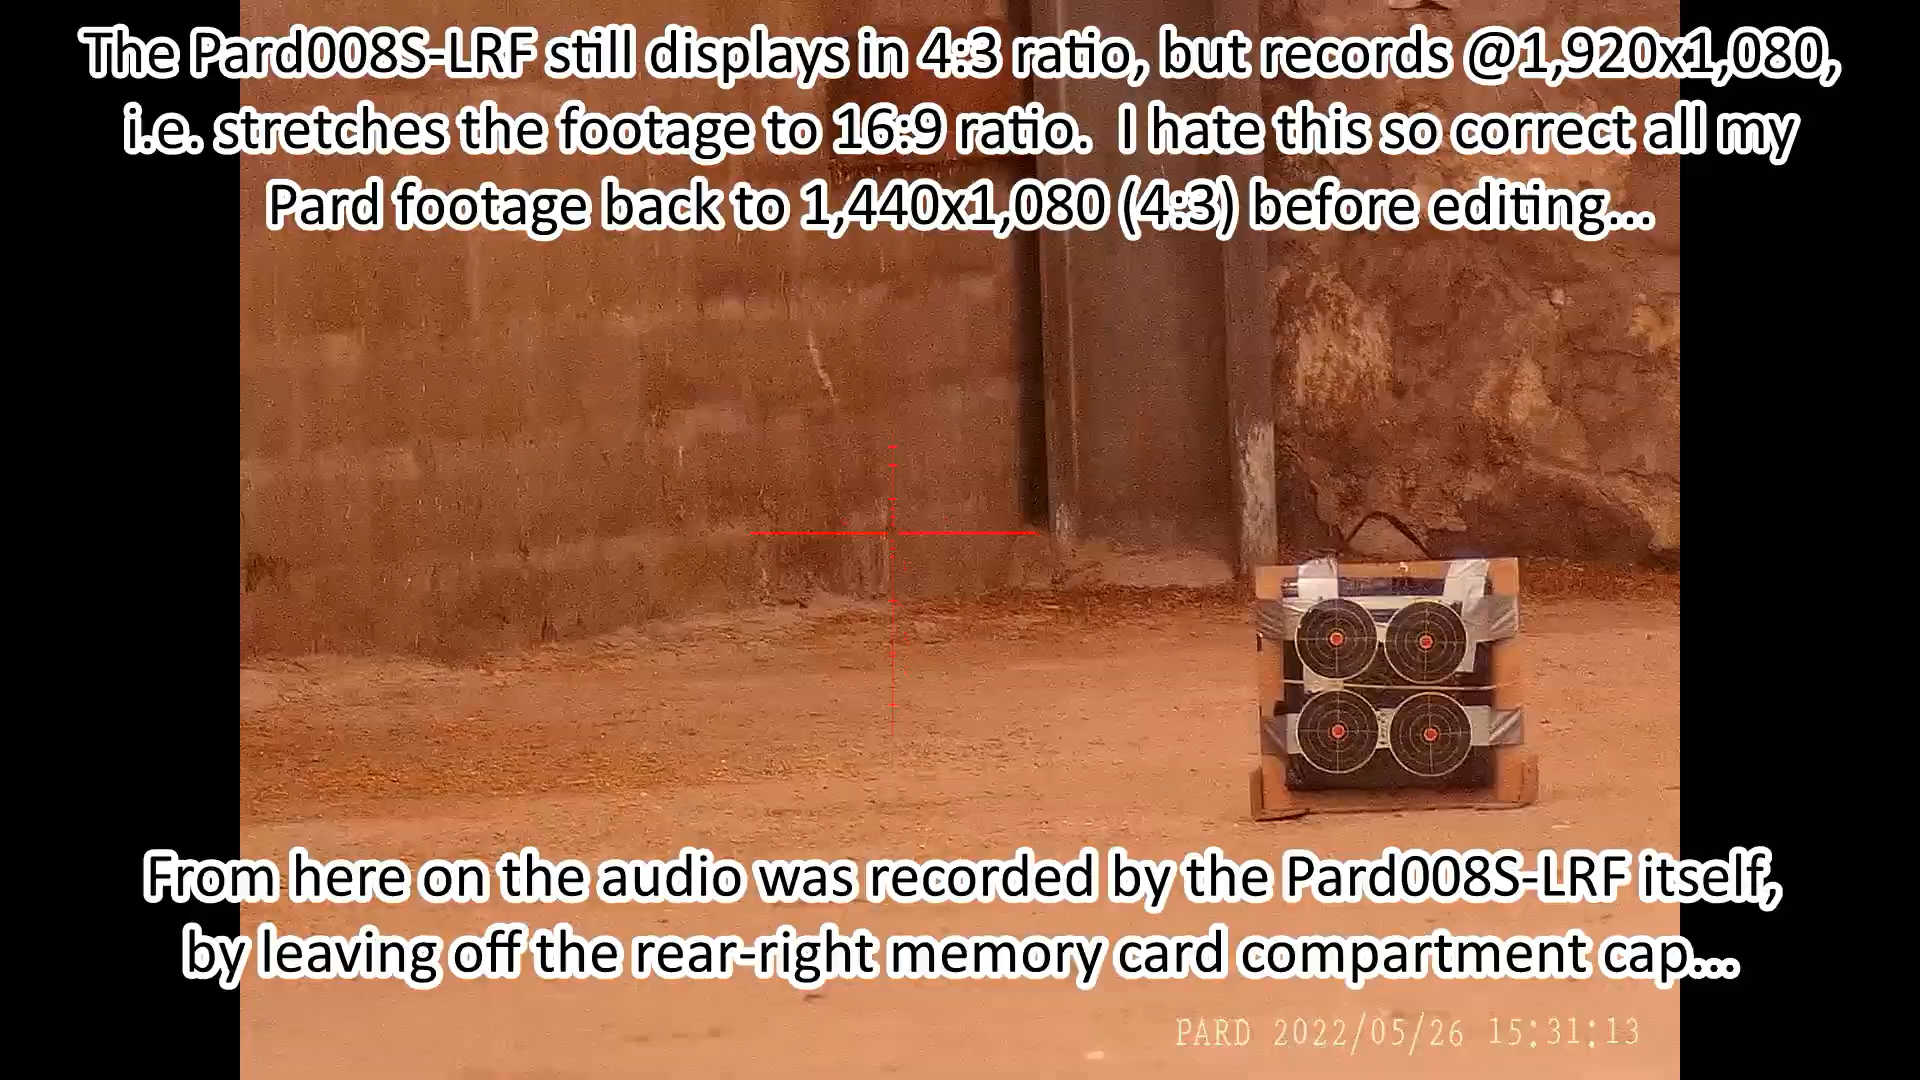 The Pard008S-LRF still displays in 4:3 ratio, but records @1,920x1,080,
i.e. stretches the footage to 16:9 ratio.  I hate this so correct all my
Pard footage back to 1,440x1,080 (4:3) before editing...
From here on the audio was recorded by the Pard008S-LRF itself,
by leaving off the rear-right memory card compartment cap...
PARD 2022/05/26 15:31:13